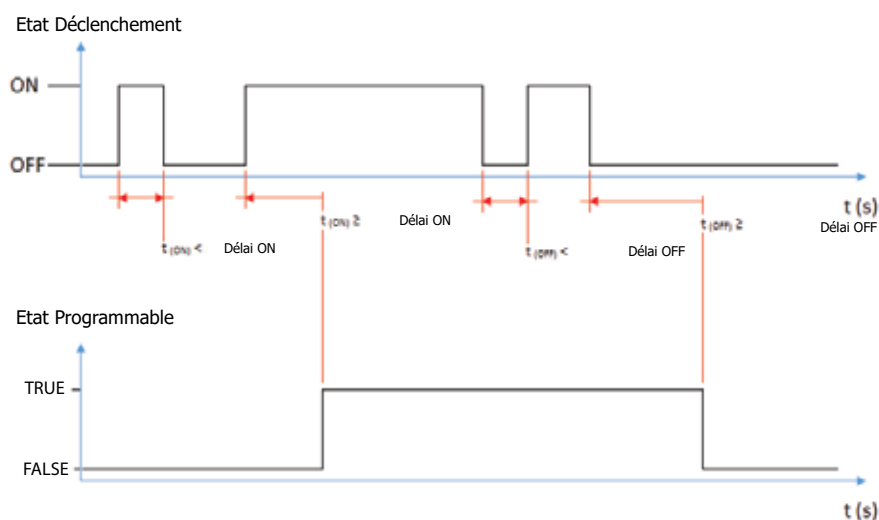 Etat Déclenchement
ON
OFF
t (s)
t (ON) ≥ Délai ON
t (OFF) ≥ Délai OFF
t (ON) < Délai ON
t (OFF) < Délai OFF
Etat Programmable
TRUE
FALSE
t (s)